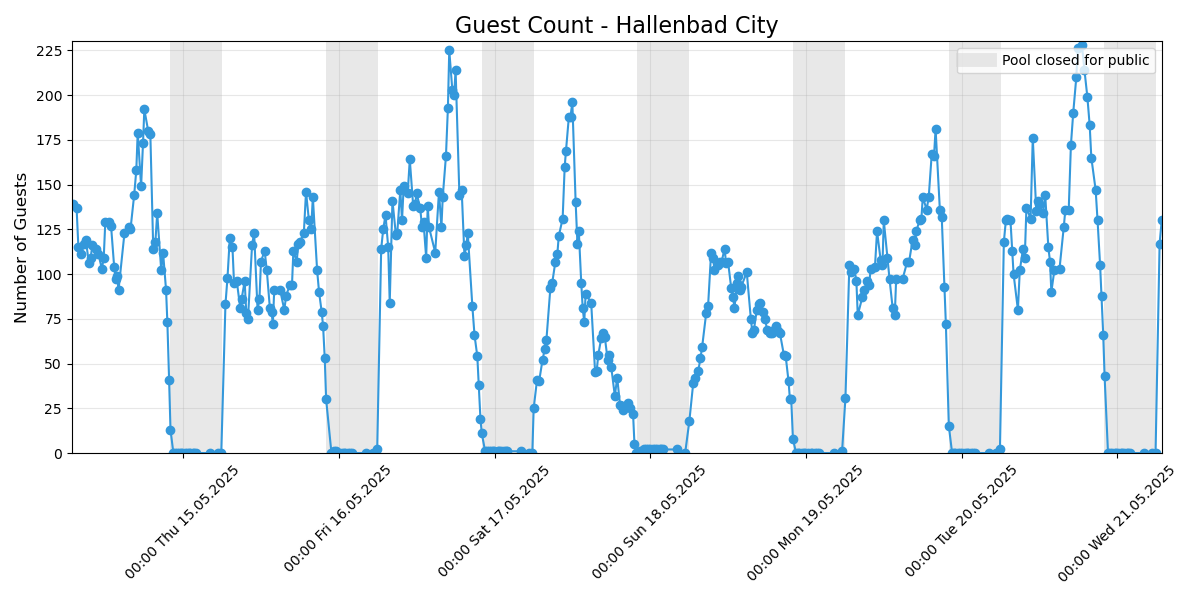 Guest Count - Hallenbad City
Number of Guests
225
200
175
150
125
100
75
50
25
0
Pool closed for public
00:00 Thu 15.05.2025
00:00 Fri 16.05.2025
00:00 Sat 17.05.2025
00:00 Sun 18.05.2025
00:00 Mon 19.05.2025
00:00 Tue 20.05.2025
00:00 Wed 21.05.2025